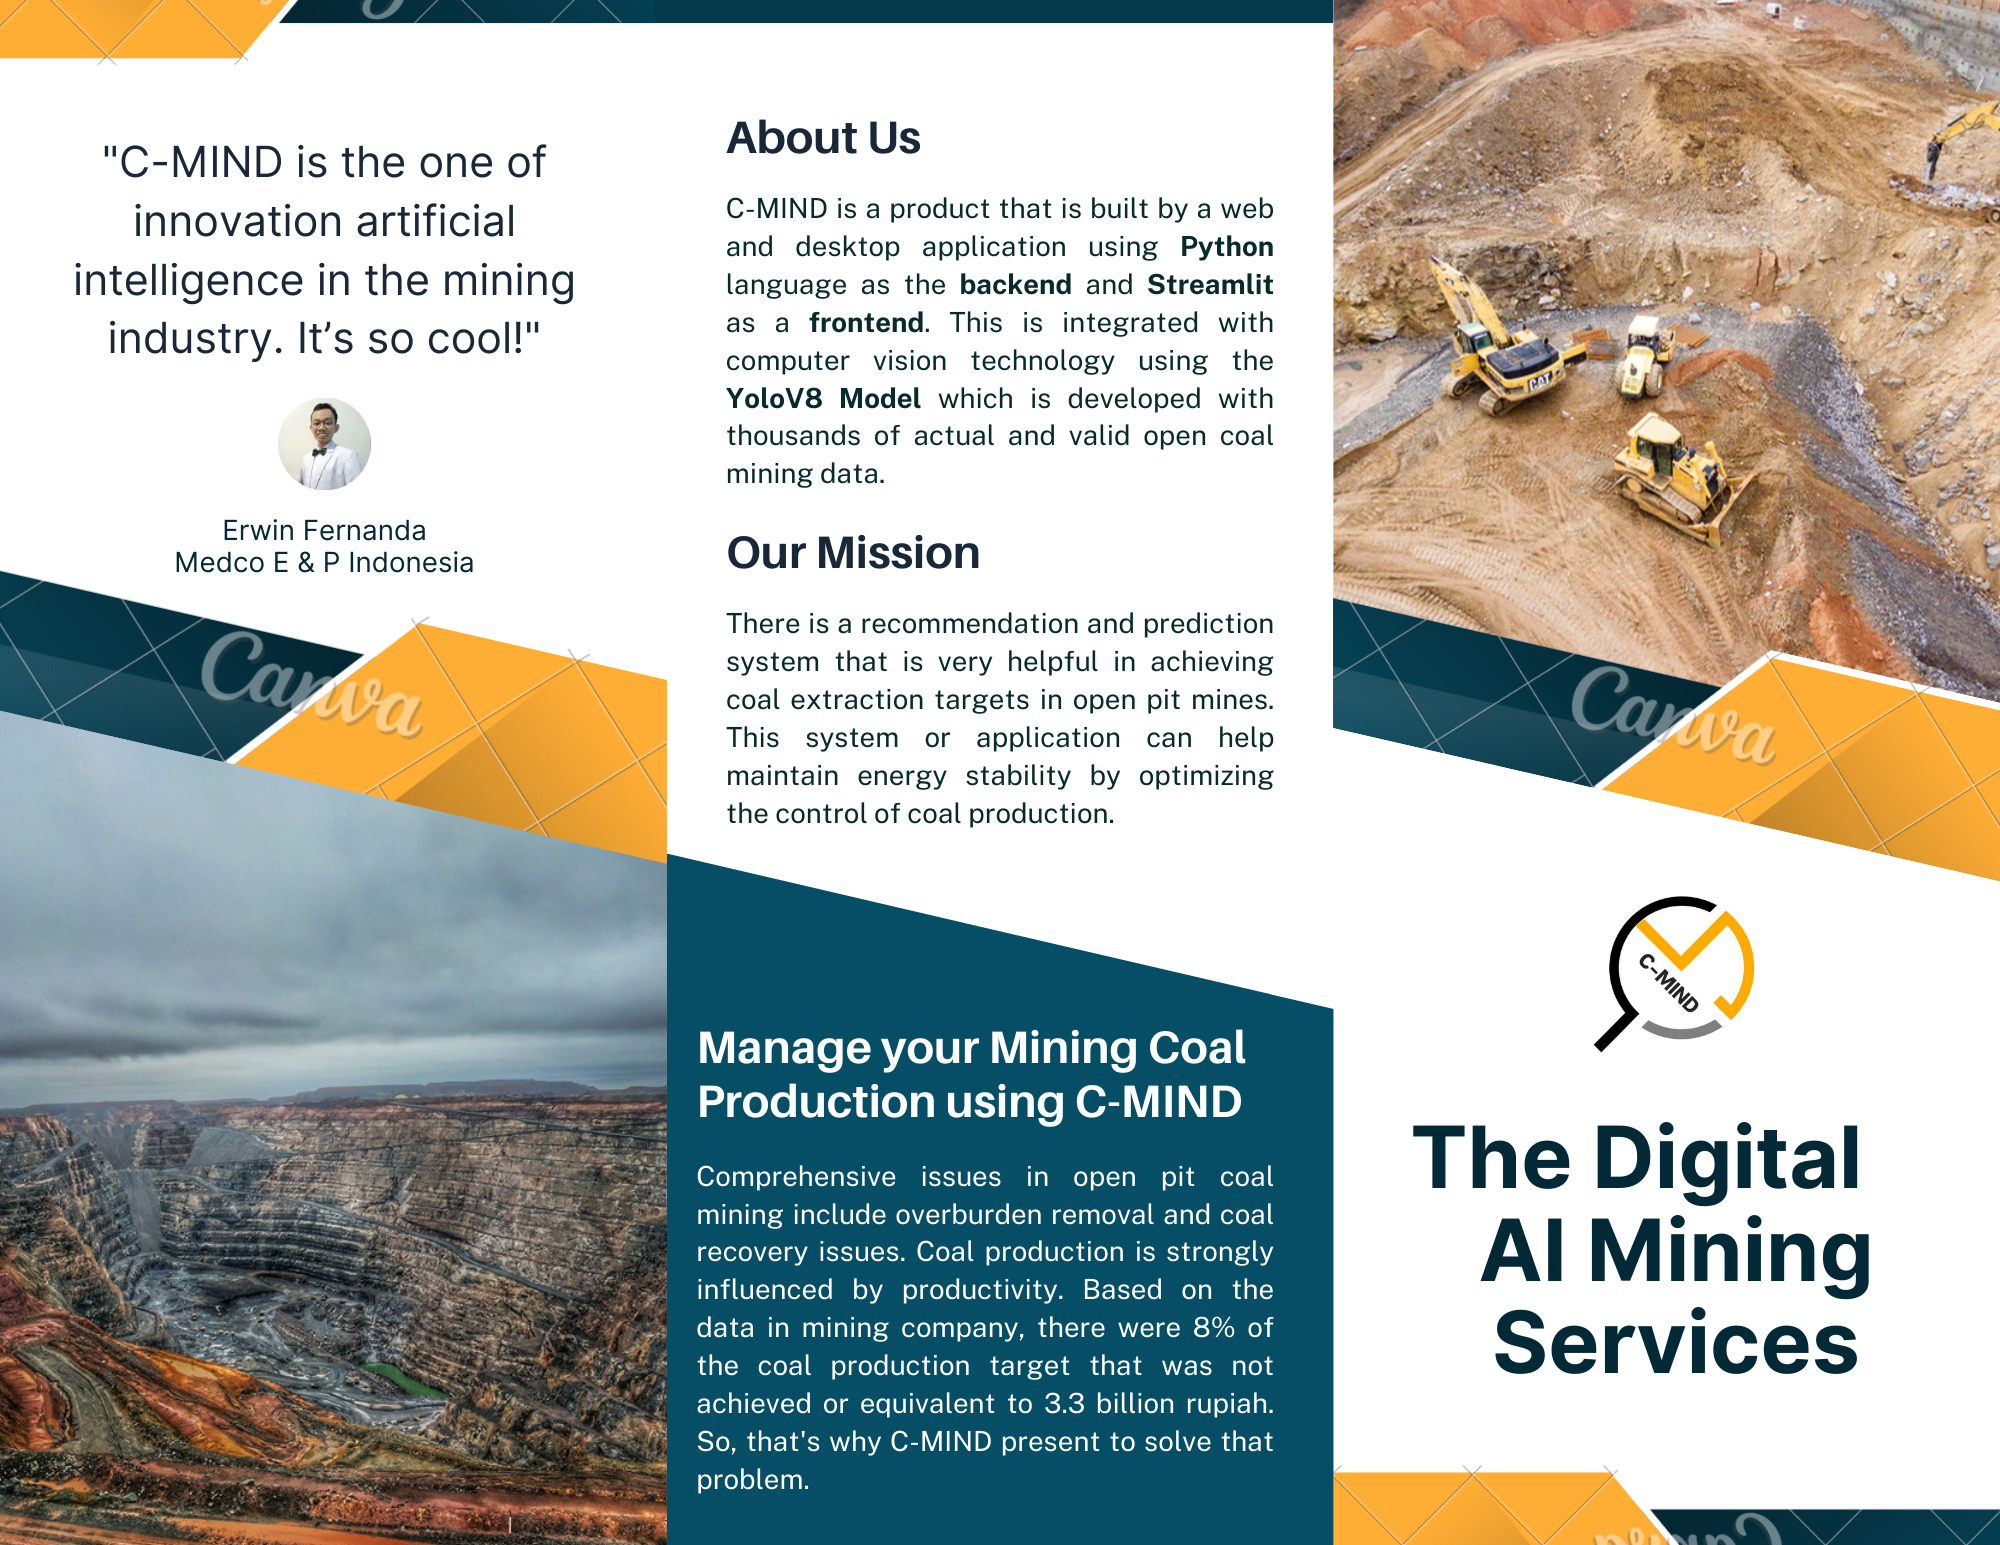 "C-MIND is the one of
innovation artificial
intelligence in the mining
industry. It’s so cool!"
Erwin Fernanda
Medco E & P Indonesia
Canva
About Us
C-MIND is a product that is built by a web
and desktop application using Python
language as the backend and Streamlit
as a frontend. This is integrated with
computer vision technology using the
YoloV8 Model which is developed with
thousands of actual and valid open coal
mining data.
Our Mission
There is a recommendation and prediction
system that is very helpful in achieving
coal extraction targets in open pit mines.
This system or application can help
maintain energy stability by optimizing
the control of coal production.
Manage your Mining Coal
Production using C-MIND
Comprehensive issues in open pit coal
mining include overburden removal and coal
recovery issues. Coal production is strongly
influenced by productivity. Based on the
data in mining company, there were 8% of
the coal production target that was not
achieved or equivalent to 3.3 billion rupiah.
So, that's why C-MIND present to solve that
problem.
CAT
Canva
C-MIND
The Digital
AI Mining
Services
Canva